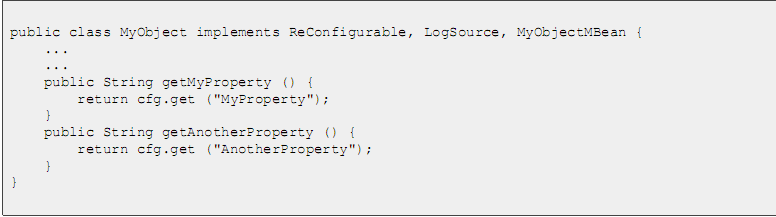 public class MyObject implements ReConfigurable, LogSource, MyObjectMBean {
    ...
    ...
    public String getMyProperty () {
        return cfg.get ("MyProperty");
    }
    public String getAnotherProperty () {
        return cfg.get ("AnotherProperty");
    }
}